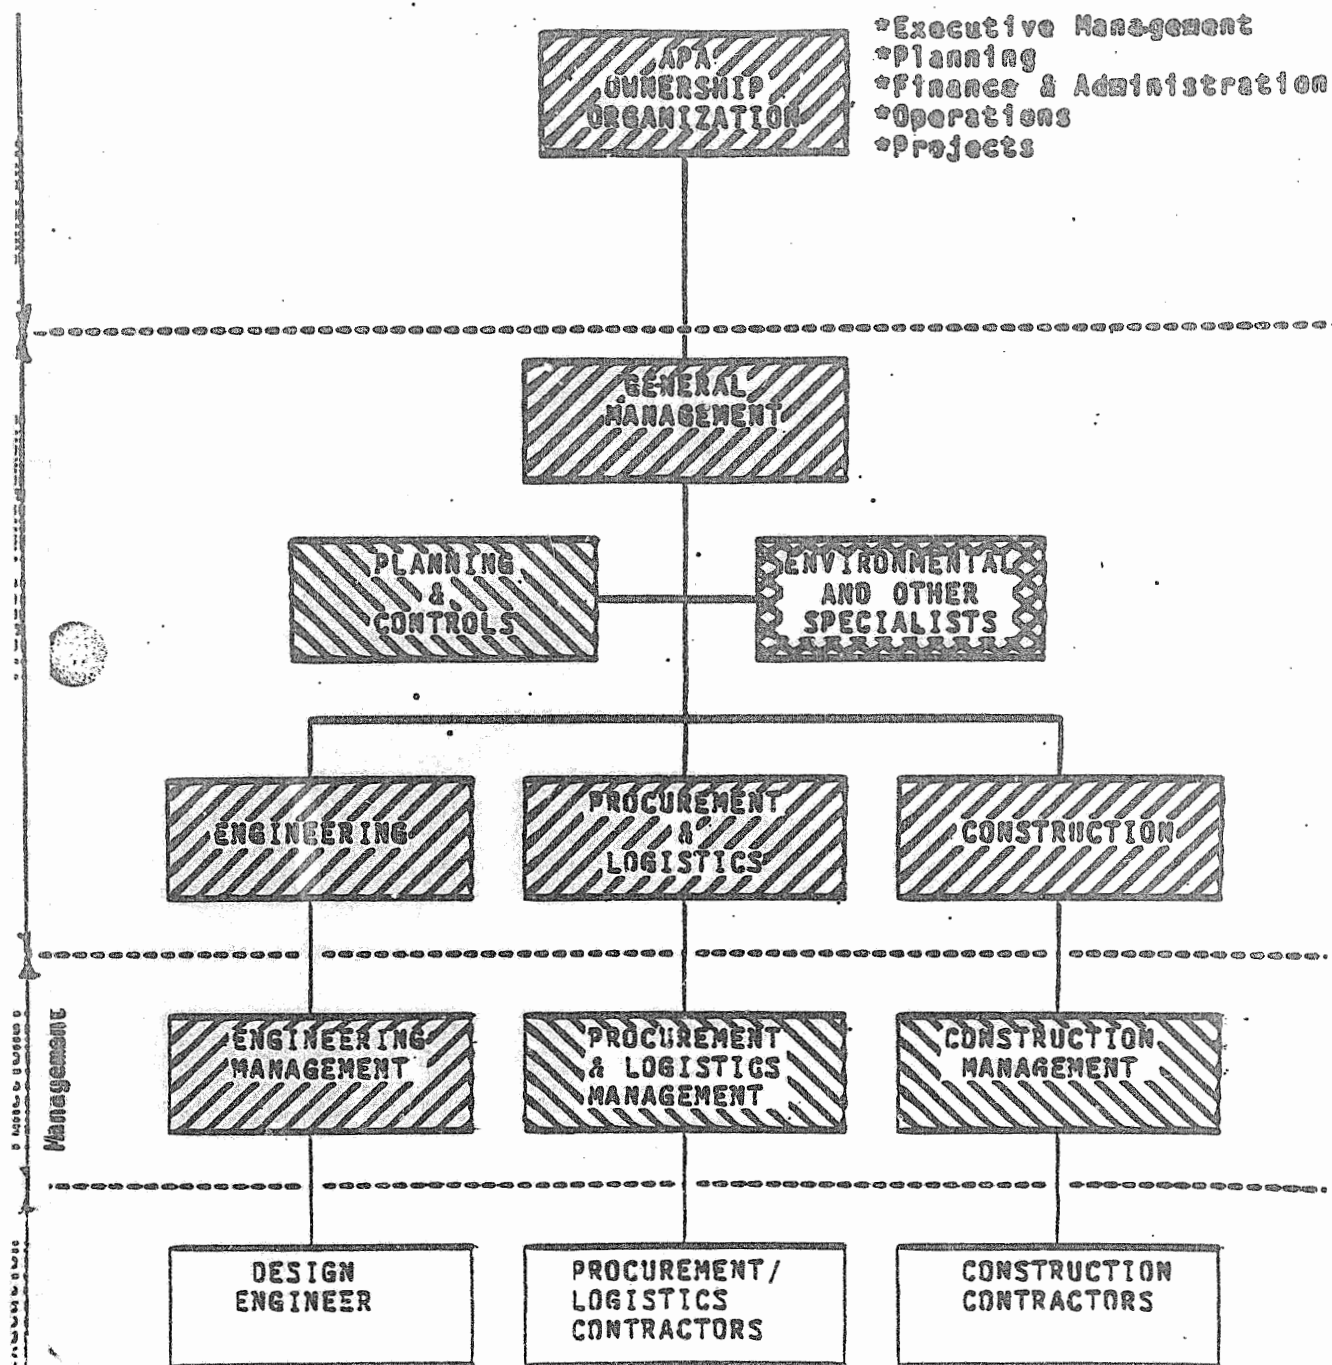 APA
OWNERSHIP
ORGANIZATION
*Executive Management
*Planning
*Finance & Administration
*Operations
*Projects
GENERAL
MANAGEMENT
PLANNING
&
CONTROLS
ENVIRONMENTAL
AND OTHER
SPECIALISTS
ENGINEERING
PROCUREMENT
&
LOGISTICS
CONSTRUCTION
Management
ENGINEERING
MANAGEMENT
PROCUREMENT
& LOGISTICS
MANAGEMENT
CONSTRUCTION
MANAGEMENT
DESIGN
ENGINEER
PROCUREMENT/
LOGISTICS
CONTRACTORS
CONSTRUCTION
CONTRACTORS